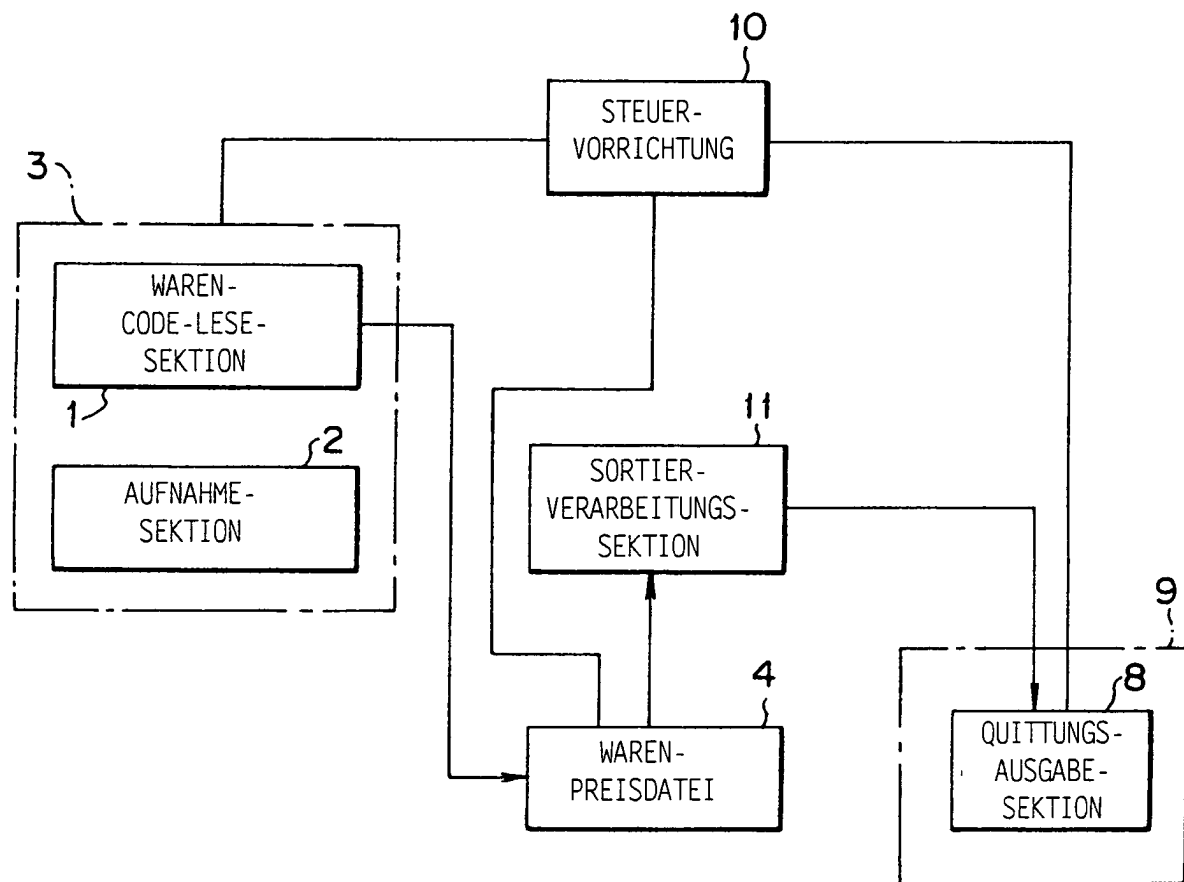 10
STEUER-
VORRICHTUNG
3
WAREN-
CODE-LESE-
SEKTION
1
2
AUFNAHME-
SEKTION
11
SORTIER-
VERARBEITUNGS-
SEKTION
4
WAREN-
PREISDATEI
9
8
QUITTUNGS-
AUSGABE-
SEKTION